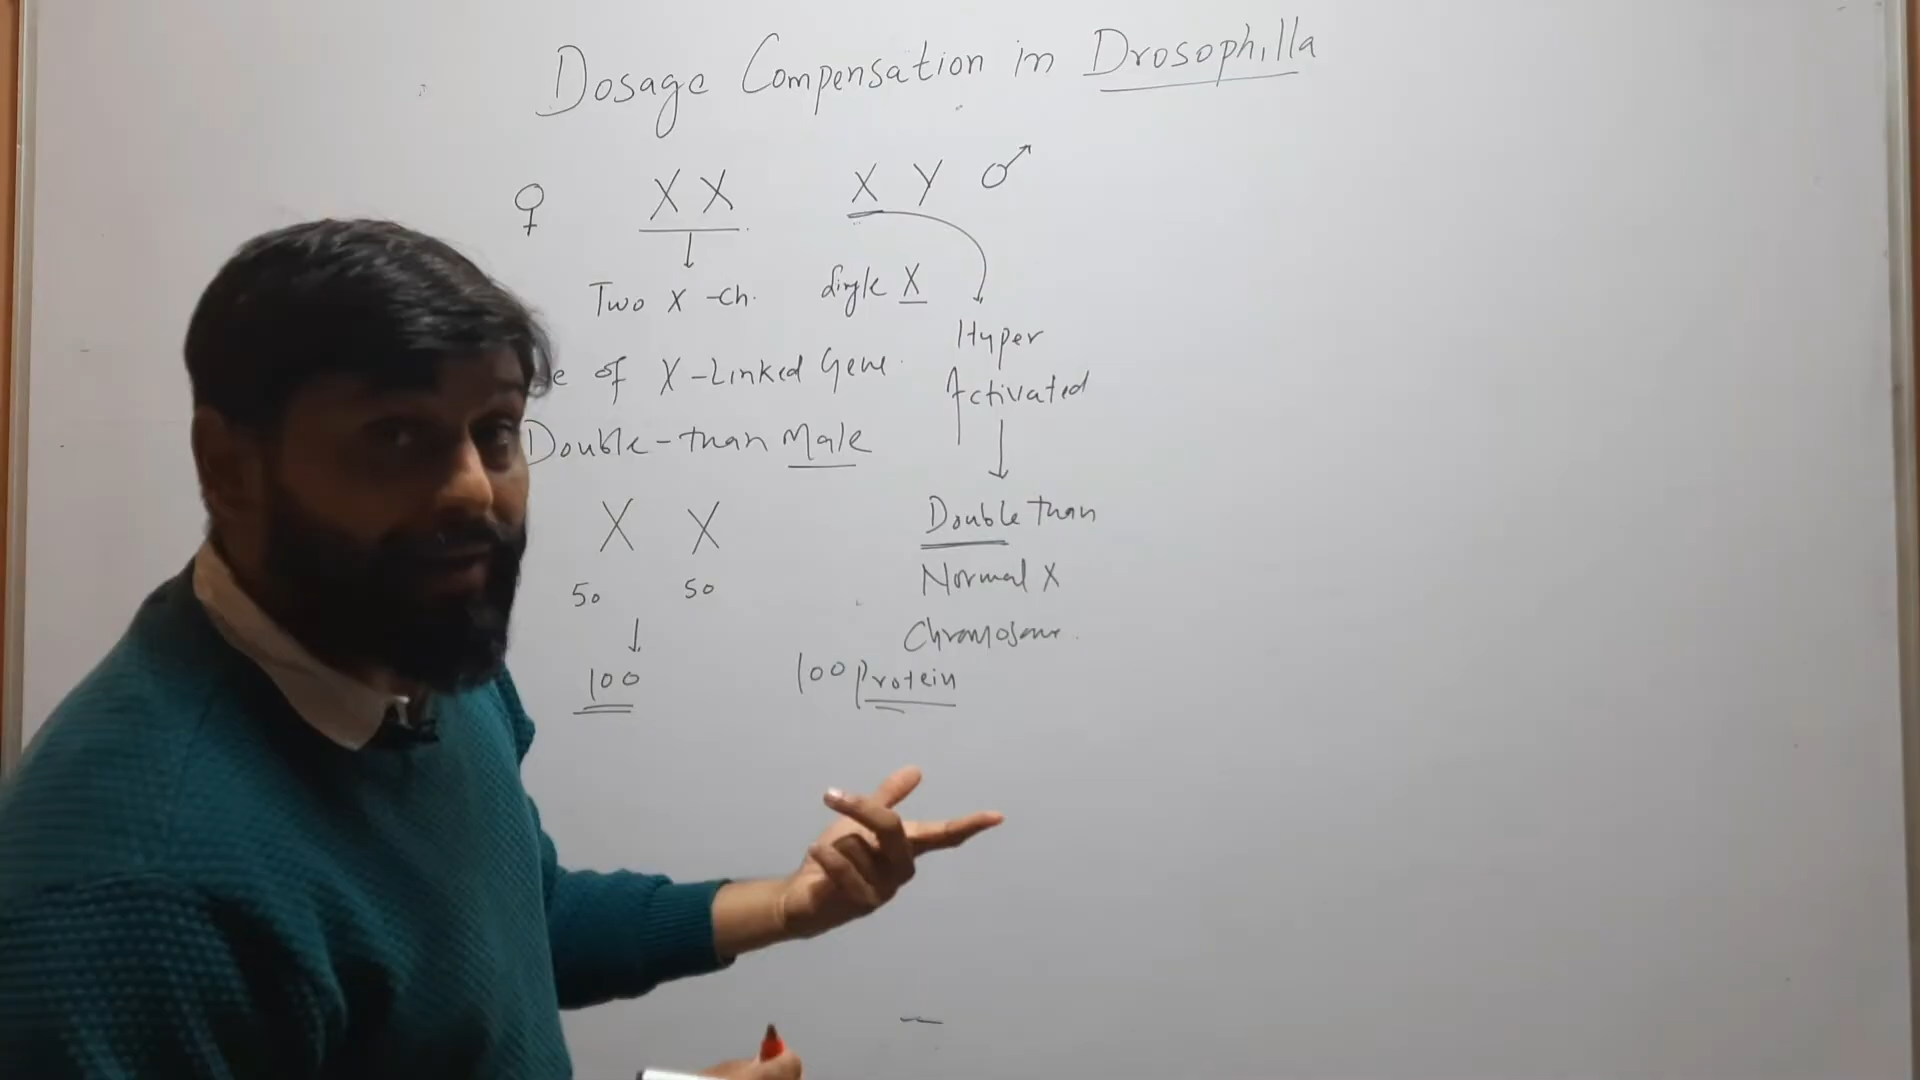 Dosage Compensation in Drosophilla
♀ X X X Y ♂
Two X -Ch. Single X
Hyper
of X-Linked Gene.
Activated
Double-than Male
X X
Double than
50 50
Normal X
Chromosome.
100
100 Protein